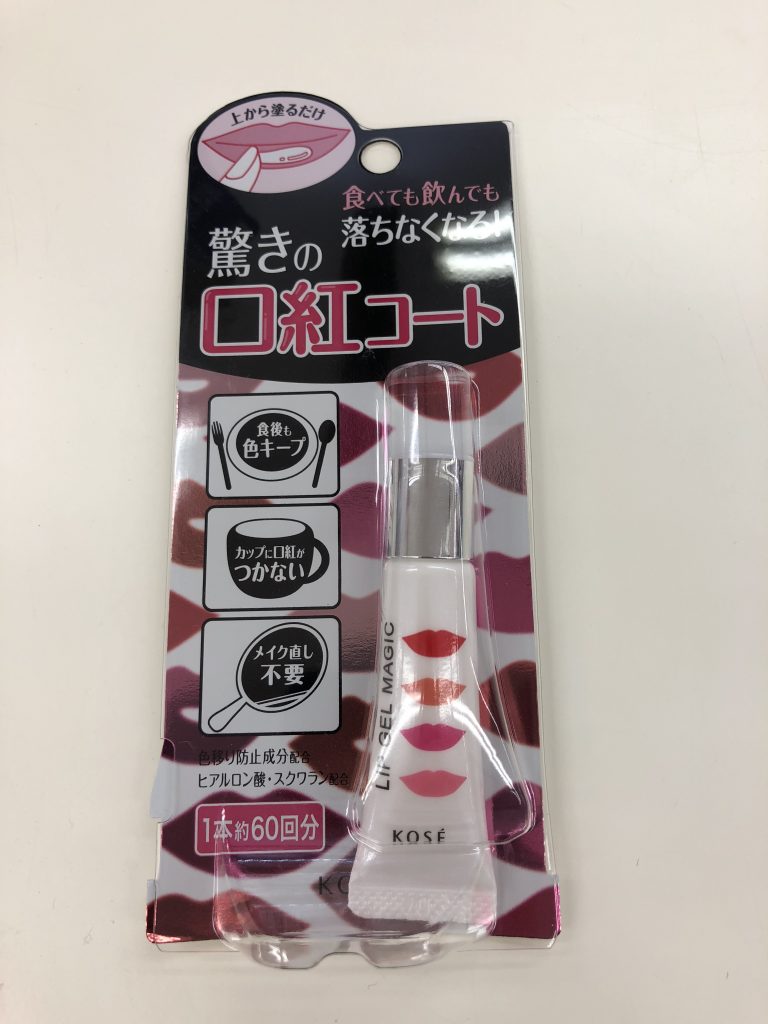 上から塗るだけ
食べても飲んでも
落ちなくなる!
驚きの
口紅コート
食後も
色キープ
カップに口紅が
つかない
メイク直し
不要
色移り防止成分配合
ヒアルロン酸・スクワラン配合
1本約60回分
LIP GEL MAGIC
KOSÉ